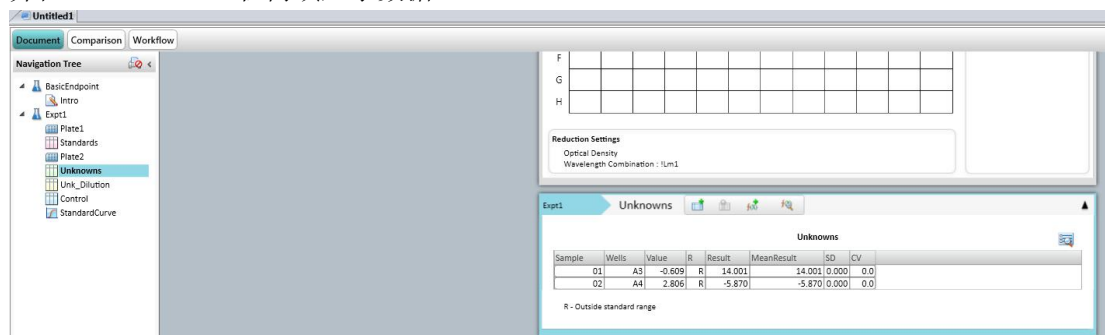 Untitled1
Document Comparison Workflow
Navigation Tree
BasicEndpoint
Intro
Expt1
Plate1
Standards
Plate2
Unknowns
Unk_Dilution
Control
StandardCurve
F
G
H
Reduction Settings
Optical Density
Wavelength Combination : !Lm1
Expt1 Unknowns
Unknowns
Sample Wells Value R Result MeanResult SD CV
01 A3 -0.609 R 14.001 14.001 0.000 0.0
02 A4 2.806 R -5.870 -5.870 0.000 0.0
R - Outside standard range